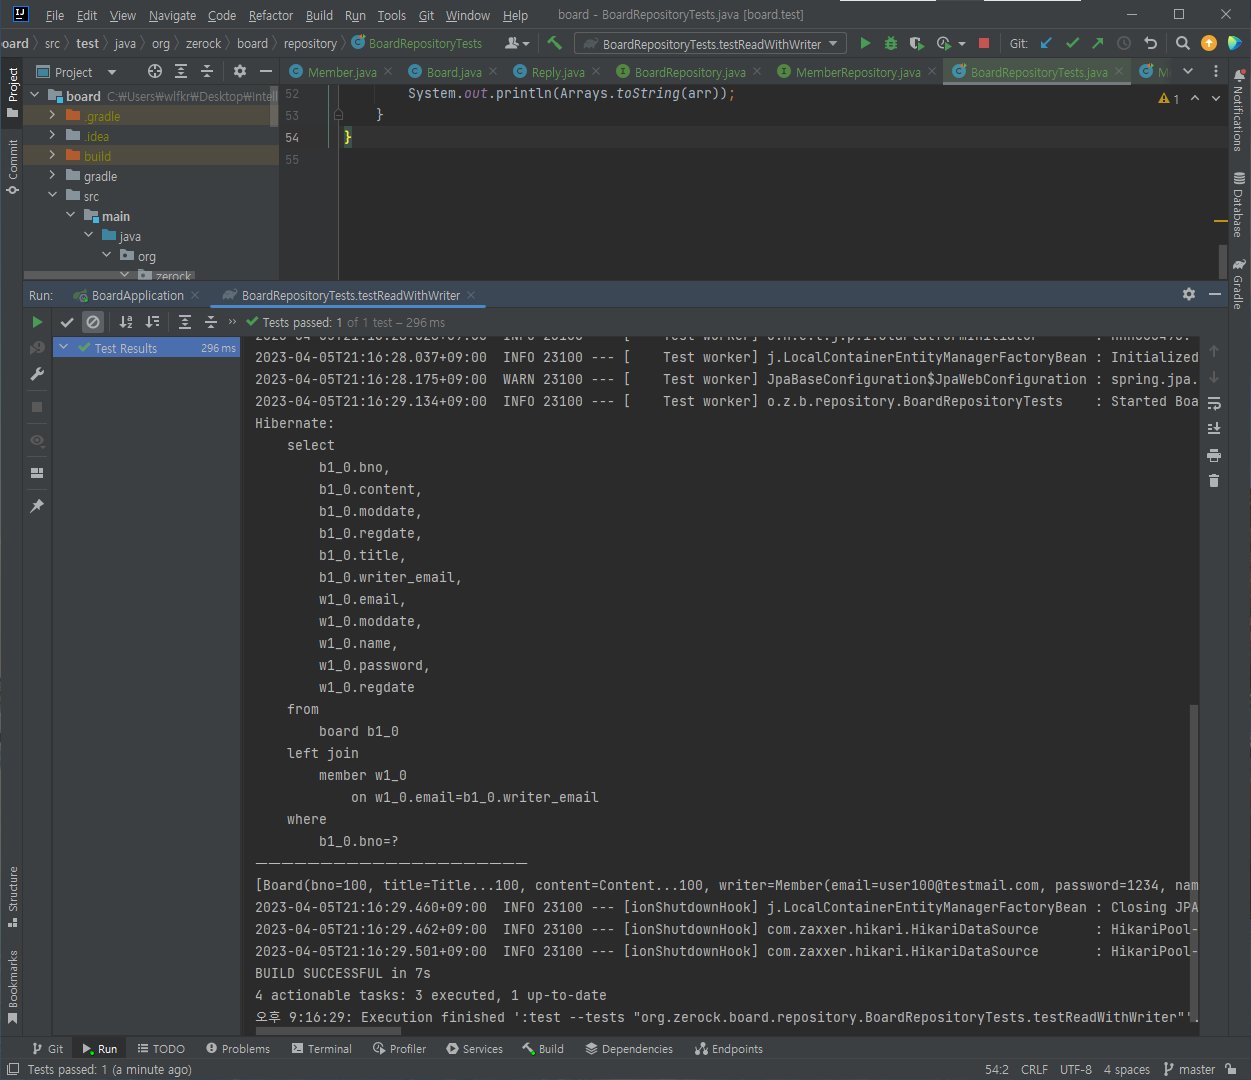 File Edit View Navigate Code Refactor Build Run Tools Git Window Help board - BoardRepositoryTests.java [board.test]
oard src test java org zerock board repository BoardRepositoryTests BoardRepositoryTests.testReadWithWriter Git:
Project Member.java Board.java Reply.java BoardRepository.java MemberRepository.java BoardRepositoryTests.java M
board C:₩Users₩wlfkr₩Desktop₩Intell
.gradle
.idea
build
gradle
src
main
java
org
zerock
52 System.out.println(Arrays.toString(arr));
53 }
54 }
55
1
Project
Commit
Structure
Bookmarks
Notifications
Database
Gradle
Run: BoardApplication BoardRepositoryTests.testReadWithWriter
Tests passed: 1 of 1 test – 296 ms
Test Results 296 ms
2023-04-05T21:16:28.037+09:00 INFO 23100 --- [ Test worker] j.LocalContainerEntityManagerFactoryBean : Initialized
2023-04-05T21:16:28.175+09:00 WARN 23100 --- [ Test worker] JpaBaseConfiguration$JpaWebConfiguration : spring.jpa.
2023-04-05T21:16:29.134+09:00 INFO 23100 --- [ Test worker] o.z.b.repository.BoardRepositoryTests : Started Boa
Hibernate:
select
b1_0.bno,
b1_0.content,
b1_0.moddate,
b1_0.regdate,
b1_0.title,
b1_0.writer_email,
w1_0.email,
w1_0.moddate,
w1_0.name,
w1_0.password,
w1_0.regdate
from
board b1_0
left join
member w1_0
on w1_0.email=b1_0.writer_email
where
b1_0.bno=?
—————————————————————
[Board(bno=100, title=Title...100, content=Content...100, writer=Member(email=user100@testmail.com, password=1234, nam
2023-04-05T21:16:29.460+09:00 INFO 23100 --- [ionShutdownHook] j.LocalContainerEntityManagerFactoryBean : Closing JPA
2023-04-05T21:16:29.462+09:00 INFO 23100 --- [ionShutdownHook] com.zaxxer.hikari.HikariDataSource : HikariPool-
2023-04-05T21:16:29.501+09:00 INFO 23100 --- [ionShutdownHook] com.zaxxer.hikari.HikariDataSource : HikariPool-
BUILD SUCCESSFUL in 7s
4 actionable tasks: 3 executed, 1 up-to-date
오후 9:16:29: Execution finished ':test --tests "org.zerock.board.repository.BoardRepositoryTests.testReadWithWriter"'.
Git Run TODO Problems Terminal Profiler Services Build Dependencies Endpoints
Tests passed: 1 (a minute ago) 54:2 CRLF UTF-8 4 spaces master